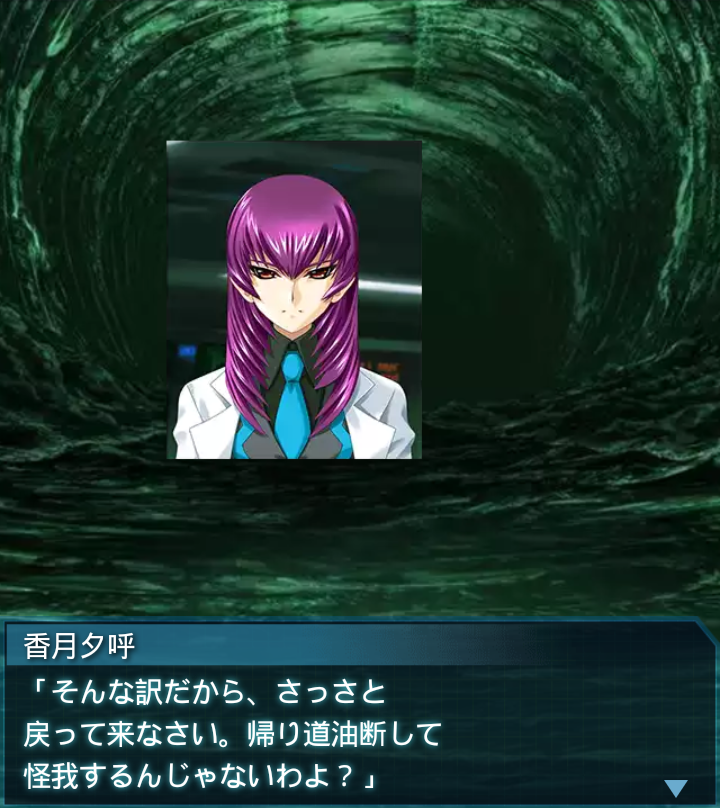 香月夕呼
「そんな訳だから、さっさと
戻って来なさい。帰り道油断して
怪我するんじゃないわよ？」